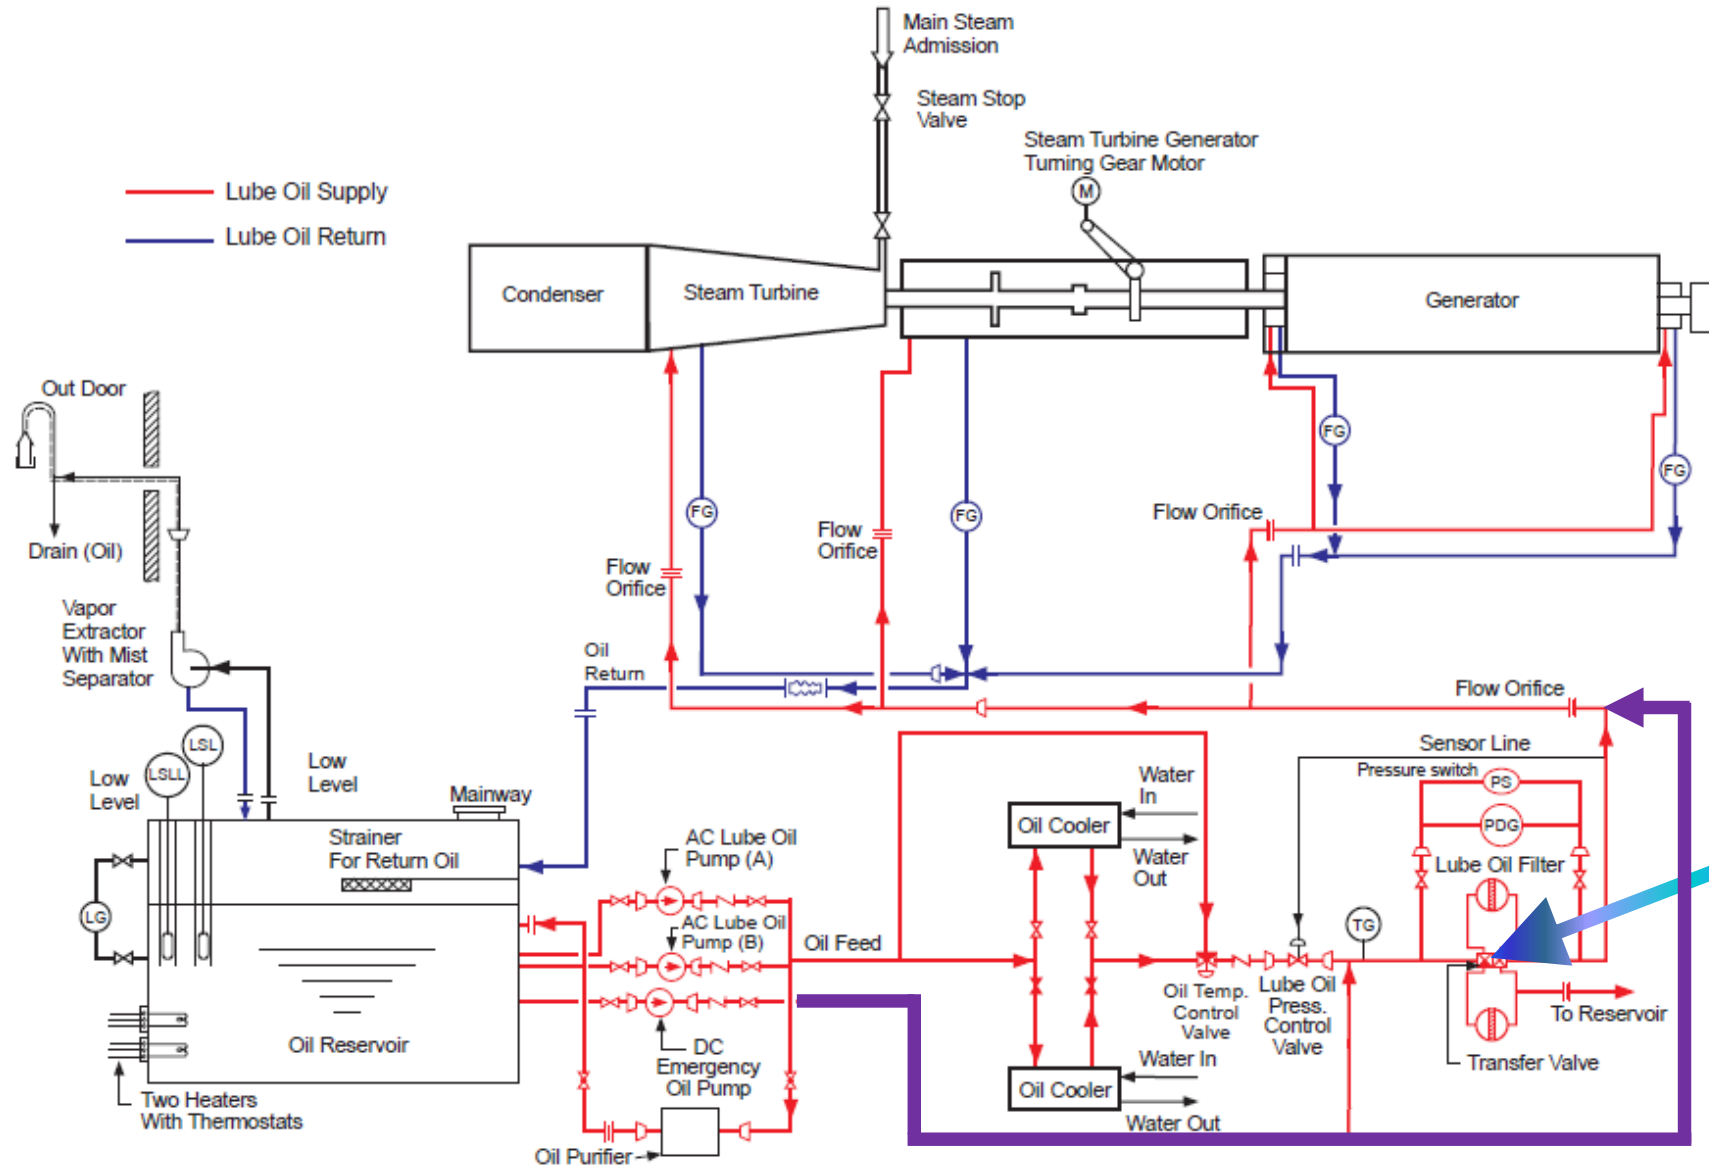 Main Steam
Admission
Steam Stop
Valve
Steam Turbine Generator
Turning Gear Motor
M
Lube Oil Supply
Lube Oil Return
Condenser
Steam Turbine
Generator
Out Door
Drain (Oil)
FG
FG
FG
FG
Flow Orifice
Flow
Orifice
Flow
Orifice
Vapor
Extractor
With Mist
Separator
Oil
Return
Flow Orifice
Sensor Line
Pressure switch
PS
PDG
Lube Oil Filter
LSL
LSLL
Low
Level
Low
Level
Mainway
Strainer
For Return Oil
LG
Oil Reservoir
Two Heaters
With Thermostats
AC Lube Oil
Pump (A)
AC Lube Oil
Pump (B)
DC
Emergency
Oil Pump
Oil Purifier
Oil Feed
Water
In
Oil Cooler
Water
Out
Water In
Oil Cooler
Water Out
TG
Oil Temp.
Control
Valve
Lube Oil
Press.
Control
Valve
To Reservoir
Transfer Valve